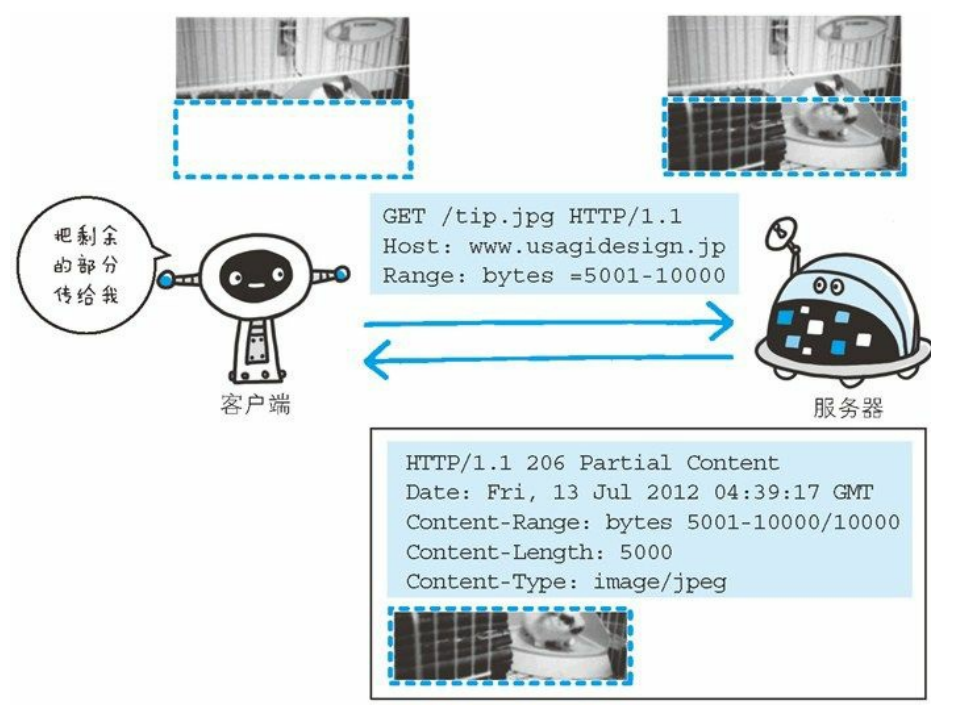 把剩余
的部分
传给我
GET /tip.jpg HTTP/1.1
Host: www.usagidesign.jp
Range: bytes =5001-10000
客户端
服务器
HTTP/1.1 206 Partial Content
Date: Fri, 13 Jul 2012 04:39:17 GMT
Content-Range: bytes 5001-10000/10000
Content-Length: 5000
Content-Type: image/jpeg